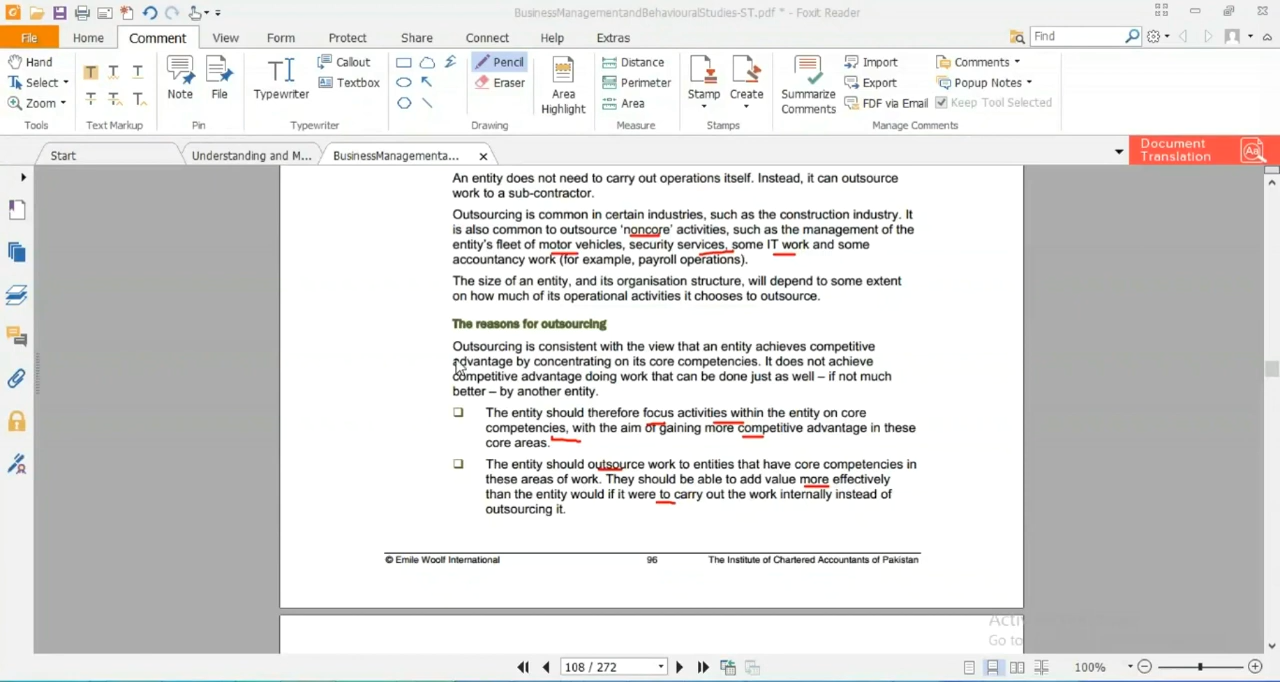 BusinessManagementandBehaviouralStudies-ST.pdf * - Foxit Reader
File Home Comment View Form Protect Share Connect Help Extras Find
Hand Select Zoom Tools
Text Markup
Note File Pin
Typewriter Callout Textbox Typewriter
Pencil Eraser Drawing
Area Highlight
Distance Perimeter Area Measure
Stamp Create Stamps
Summarize Comments Import Export FDF via Email Comments Popup Notes Keep Tool Selected Manage Comments
Start Understanding and M... BusinessManagementa... Document Translation
An entity does not need to carry out operations itself. Instead, it can outsource
work to a sub-contractor.
Outsourcing is common in certain industries, such as the construction industry. It
is also common to outsource ‘noncore’ activities, such as the management of the
entity’s fleet of motor vehicles, security services, some IT work and some
accountancy work (for example, payroll operations).
The size of an entity, and its organisation structure, will depend to some extent
on how much of its operational activities it chooses to outsource.
The reasons for outsourcing
Outsourcing is consistent with the view that an entity achieves competitive
advantage by concentrating on its core competencies. It does not achieve
competitive advantage doing work that can be done just as well – if not much
better – by another entity.
The entity should therefore focus activities within the entity on core
competencies, with the aim of gaining more competitive advantage in these
core areas.
The entity should outsource work to entities that have core competencies in
these areas of work. They should be able to add value more effectively
than the entity would if it were to carry out the work internally instead of
outsourcing it.
© Emile Woolf International 96 The Institute of Chartered Accountants of Pakistan
Go to
108 / 272 100%